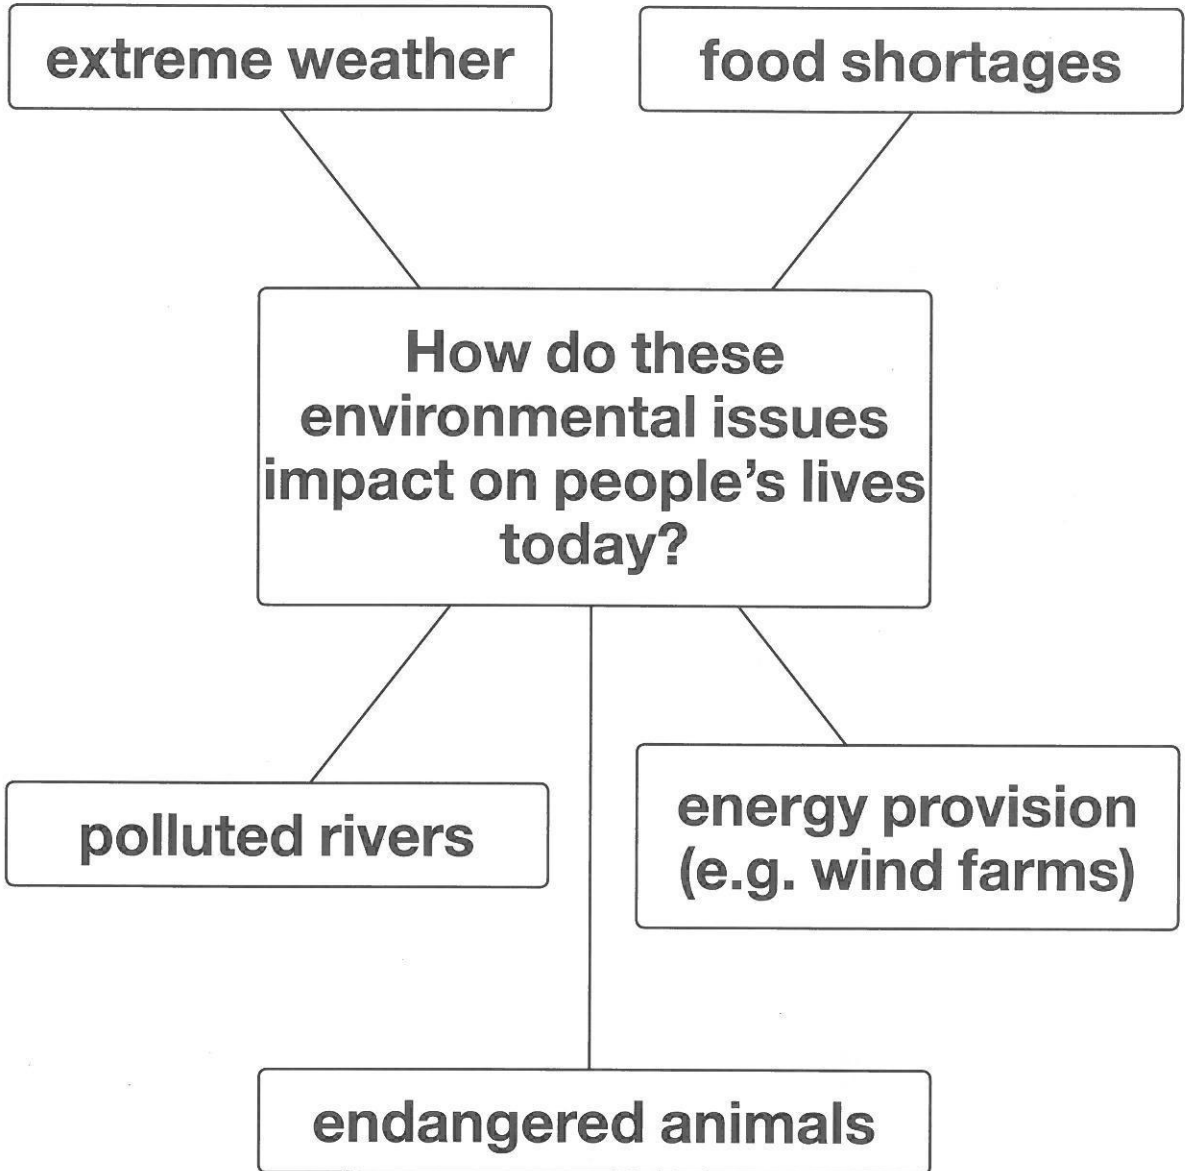 extreme weather
food shortages
How do these
environmental issues
impact on people’s lives
today?
polluted rivers
energy provision
(e.g. wind farms)
endangered animals